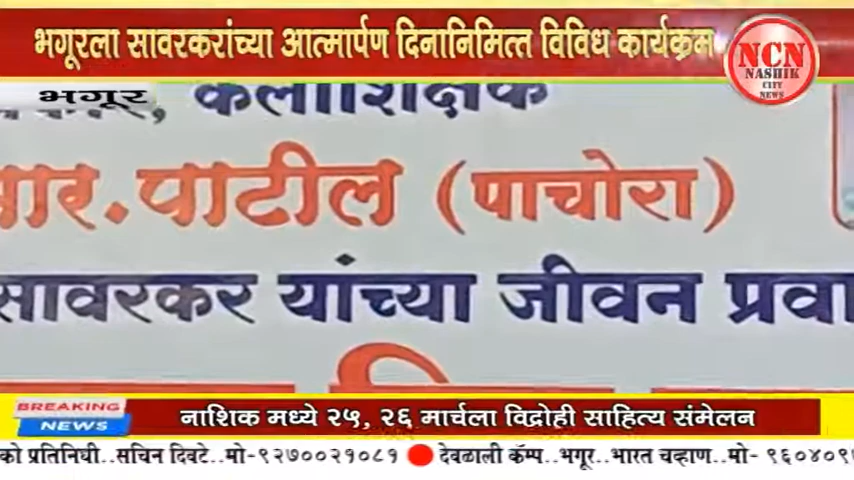 भगूरला सावरकरांच्या आत्मार्पण दिनानिमित्त विविध कार्यक्रम
NCN
NASHIK
CITY
NEWS
भगूर
कलाशिक्षक
आर.पाटील (पाचोरा)
सावरकर यांच्या जीवन
BREAKING
NEWS
नाशिक मध्ये २५, २६ मार्चला विद्रोही साहित्य संमेलन
प्रतिनिधी..सचिन दिवटे..मो-९२७००२१०८१ देवळाली कॅम्प..भगूर..भारत चव्हाण..मो-